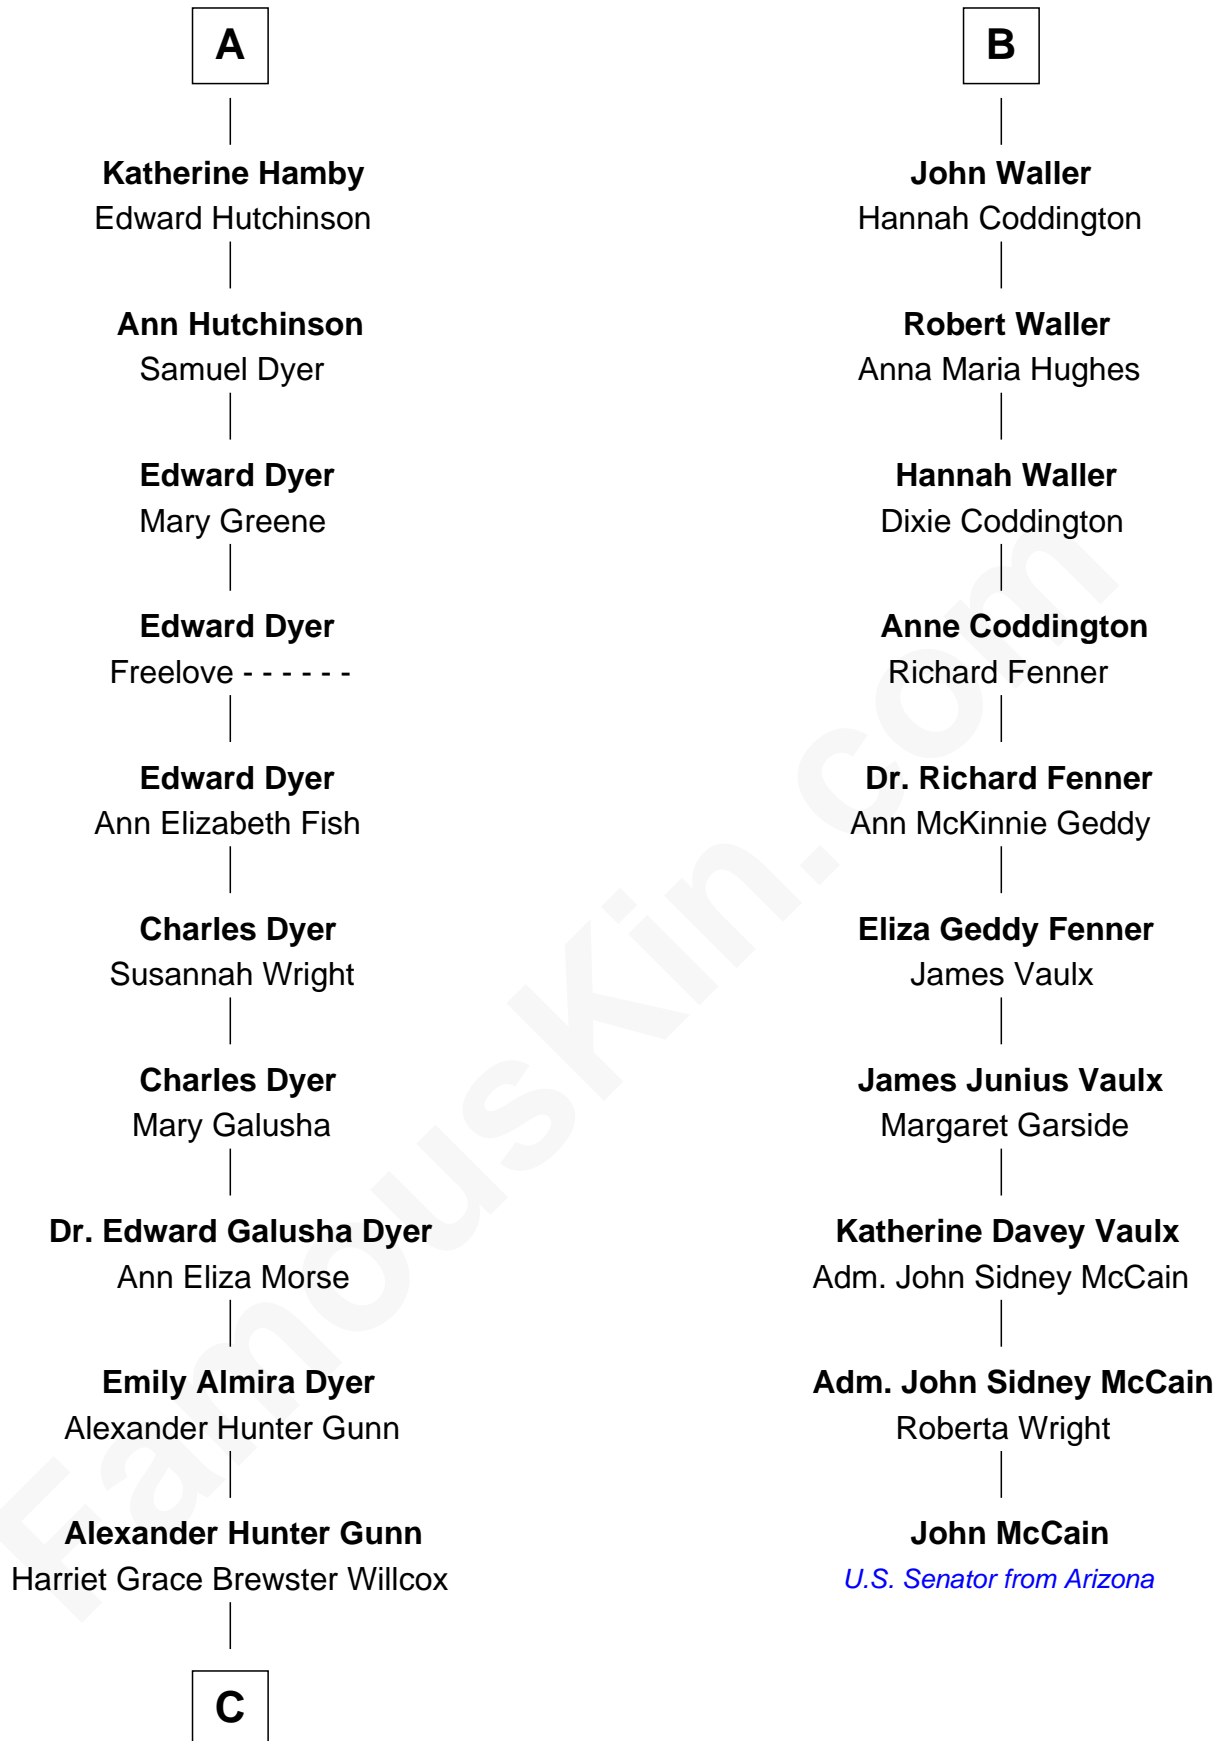 A
Katherine Hamby
Edward Hutchinson
Ann Hutchinson
Samuel Dyer
Edward Dyer
Mary Greene
Edward Dyer
Freelove - - - - - -
Edward Dyer
Ann Elizabeth Fish
Charles Dyer
Susannah Wright
Charles Dyer
Mary Galusha
Dr. Edward Galusha Dyer
Ann Eliza Morse
Emily Almira Dyer
Alexander Hunter Gunn
Alexander Hunter Gunn
Harriet Grace Brewster Willcox
C
B
John Waller
Hannah Coddington
Robert Waller
Anna Maria Hughes
Hannah Waller
Dixie Coddington
Anne Coddington
Richard Fenner
Dr. Richard Fenner
Ann McKinnie Geddy
Eliza Geddy Fenner
James Vaulx
James Junius Vaulx
Margaret Garside
Katherine Davey Vaulx
Adm. John Sidney McCain
Adm. John Sidney McCain
Roberta Wright
John McCain
U.S. Senator from Arizona
FamousKin.com